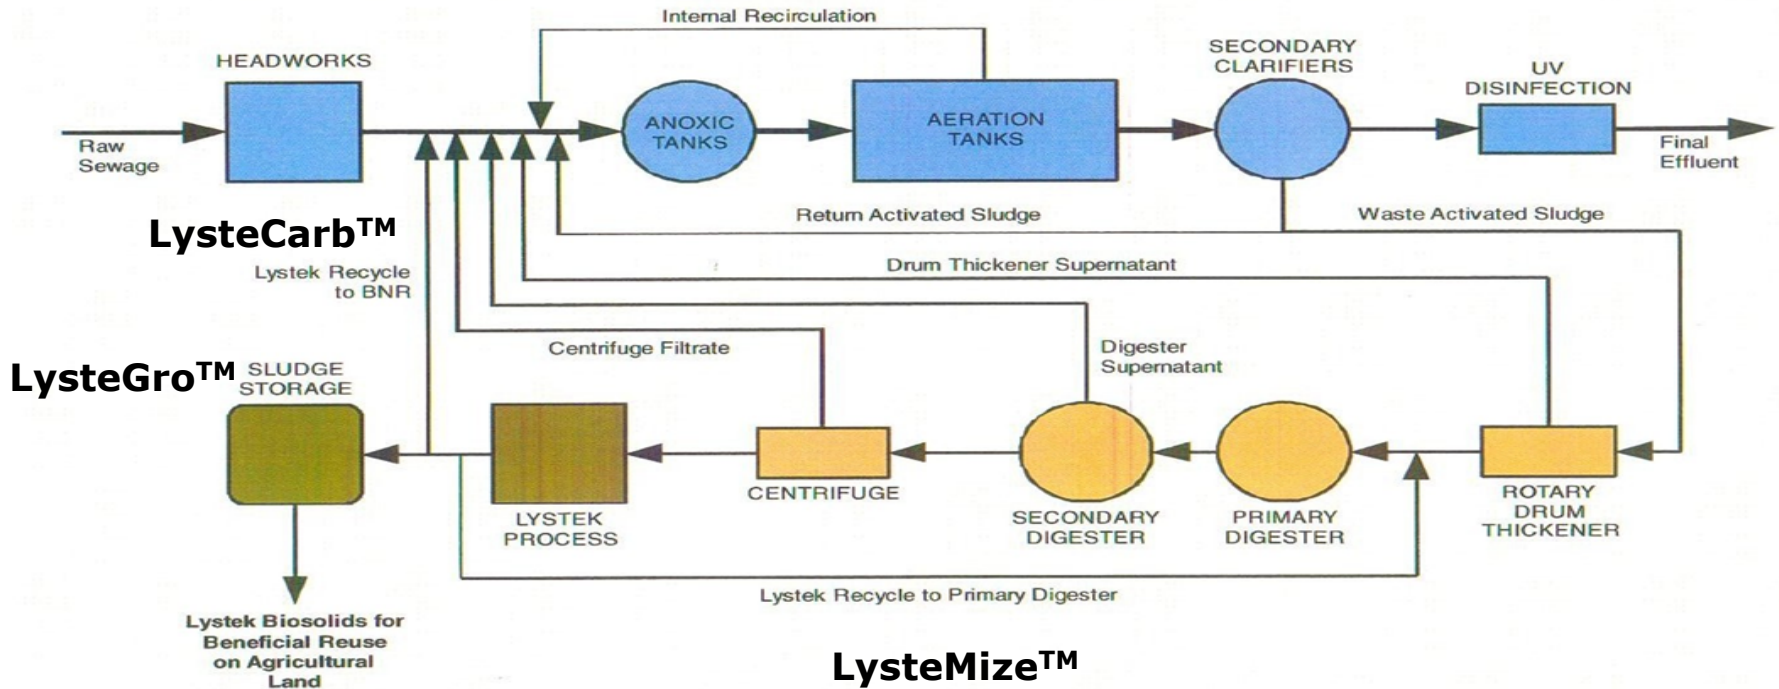 Internal Recirculation
HEADWORKS
SECONDARY
CLARIFIERS
UV
DISINFECTION
ANOXIC
TANKS
AERATION
TANKS
Raw
Sewage
Final
Effluent
LysteCarb™
Return Activated Sludge
Waste Activated Sludge
Lystek Recycle
to BNR
Drum Thickener Supernatant
Centrifuge Filtrate
Digester
Supernatant
LysteGro™
SLUDGE
STORAGE
CENTRIFUGE
LYSTEK
PROCESS
SECONDARY
DIGESTER
PRIMARY
DIGESTER
ROTARY
DRUM
THICKENER
Lystek Recycle to Primary Digester
Lystek Biosolids for
Beneficial Reuse
on Agricultural
Land
LysteMize™